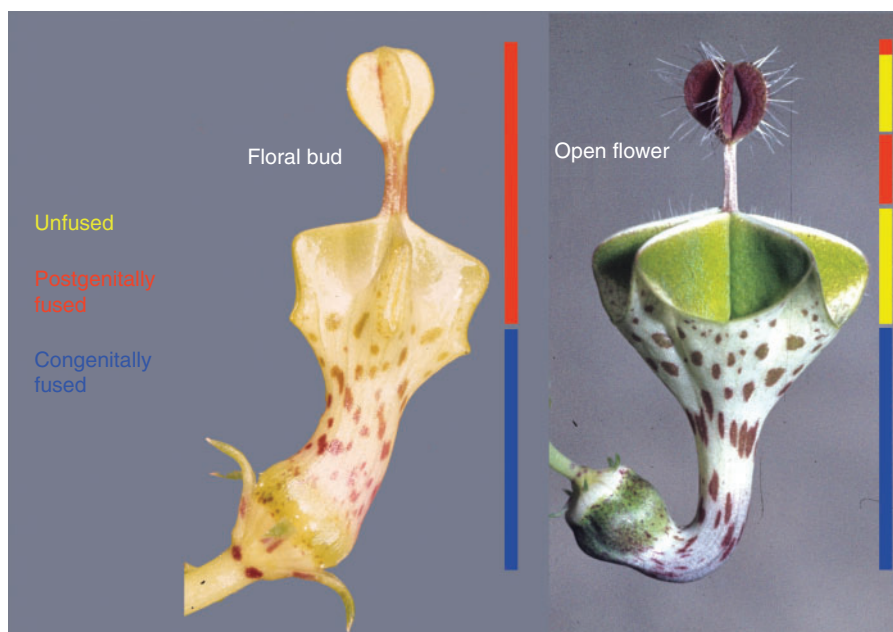 Floral bud
Open flower
Unfused
Postgenitally
fused
Congenitally
fused